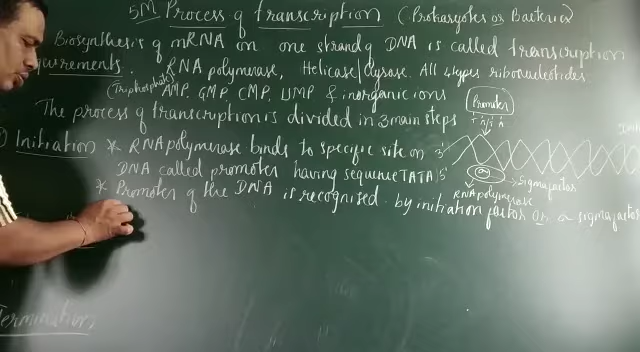 5M Process of transcription (Prokaryotes or Bacteria)
Biosynthesis of mRNA on one strand of DNA is called transcription
RNA polymerase, Helicase/Gyrase. All 4 types ribonucleotides.
(Triphosphate) AMP, GMP CMP, UMP & inorganic ions
The process of transcription is divided in 3 main steps
Promoter
TATA
Initiation * RNA polymerase binds to specific site on 3'
DNA called promoter having sequence TATA 5'
Sigma factor
RNA polymerase
* Promoter of the DNA is recognised by initiation factor or a sigma factor
Termination